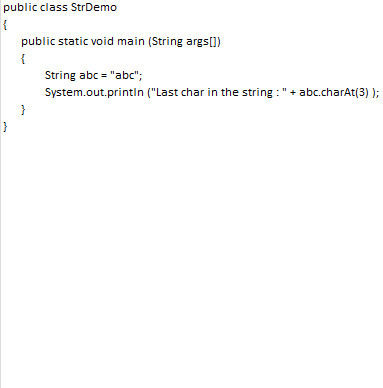 public class StrDemo
{
public static void main (String args[])
{
String abc = "abc";
System.out.println ("Last char in the string : " + abc.charAt(3) );
}
}